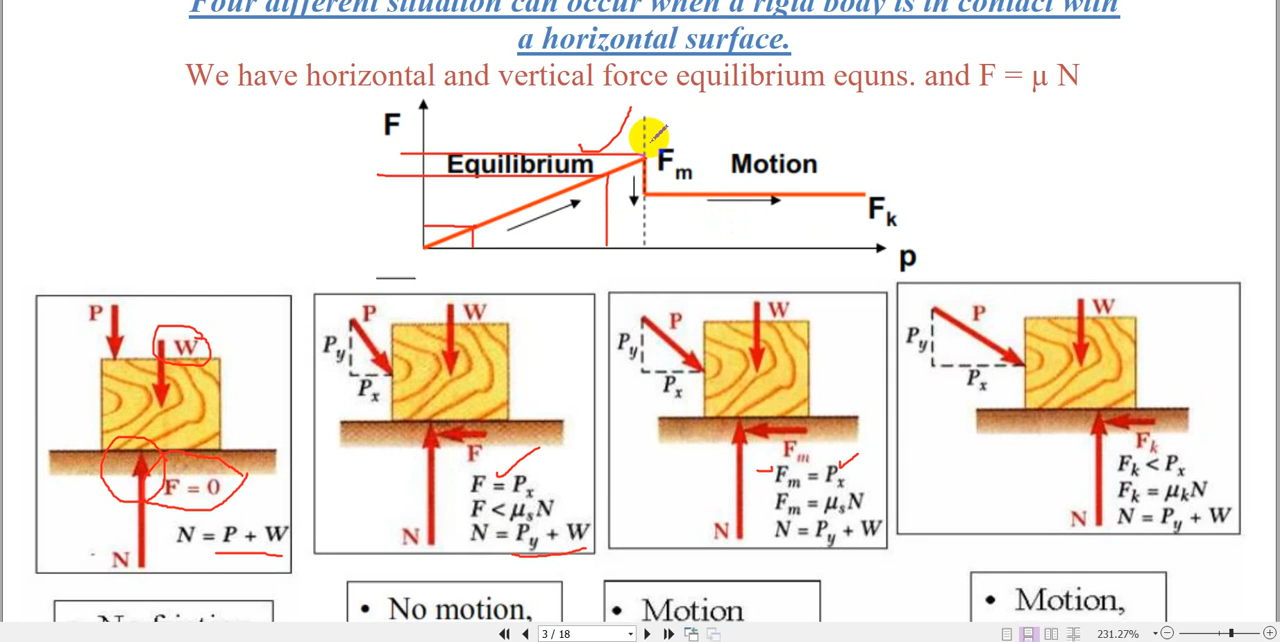 Four different situation can occur when a rigid body is in contact with
a horizontal surface.
We have horizontal and vertical force equilibrium equns. and F = μ N
F
Equilibrium
Fm
Motion
Fk
p
P
W
F = 0
N = P + W
N
P
W
Py
Px
F
F = Px
F < μsN
N = Py + W
N
P
W
Py
Px
Fm
Fm = Px
Fm = μsN
N = Py + W
N
P
W
Py
Px
Fk
Fk < Px
Fk = μkN
N = Py + W
N
• No motion,
• Motion
• Motion,
3 / 18
231.27%